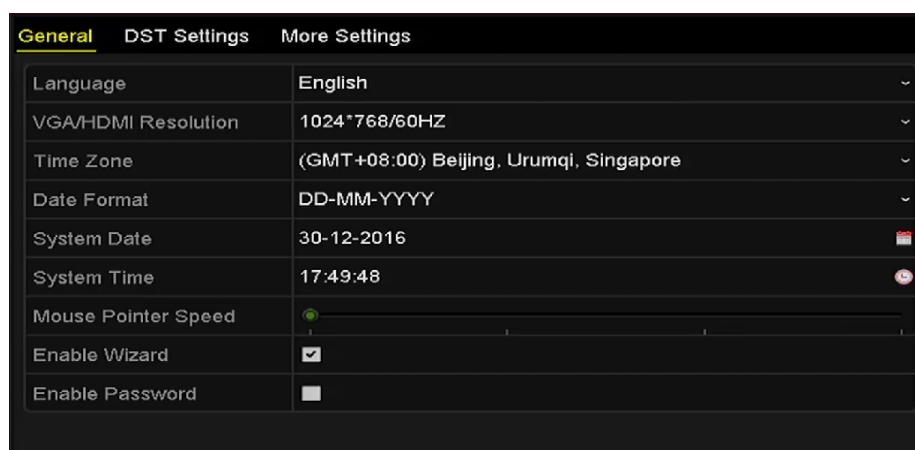 General DST Settings More Settings
Language English
VGA/HDMI Resolution 1024*768/60HZ
Time Zone (GMT+08:00) Beijing, Urumqi, Singapore
Date Format DD-MM-YYYY
System Date 30-12-2016
System Time 17:49:48
Mouse Pointer Speed
Enable Wizard
Enable Password